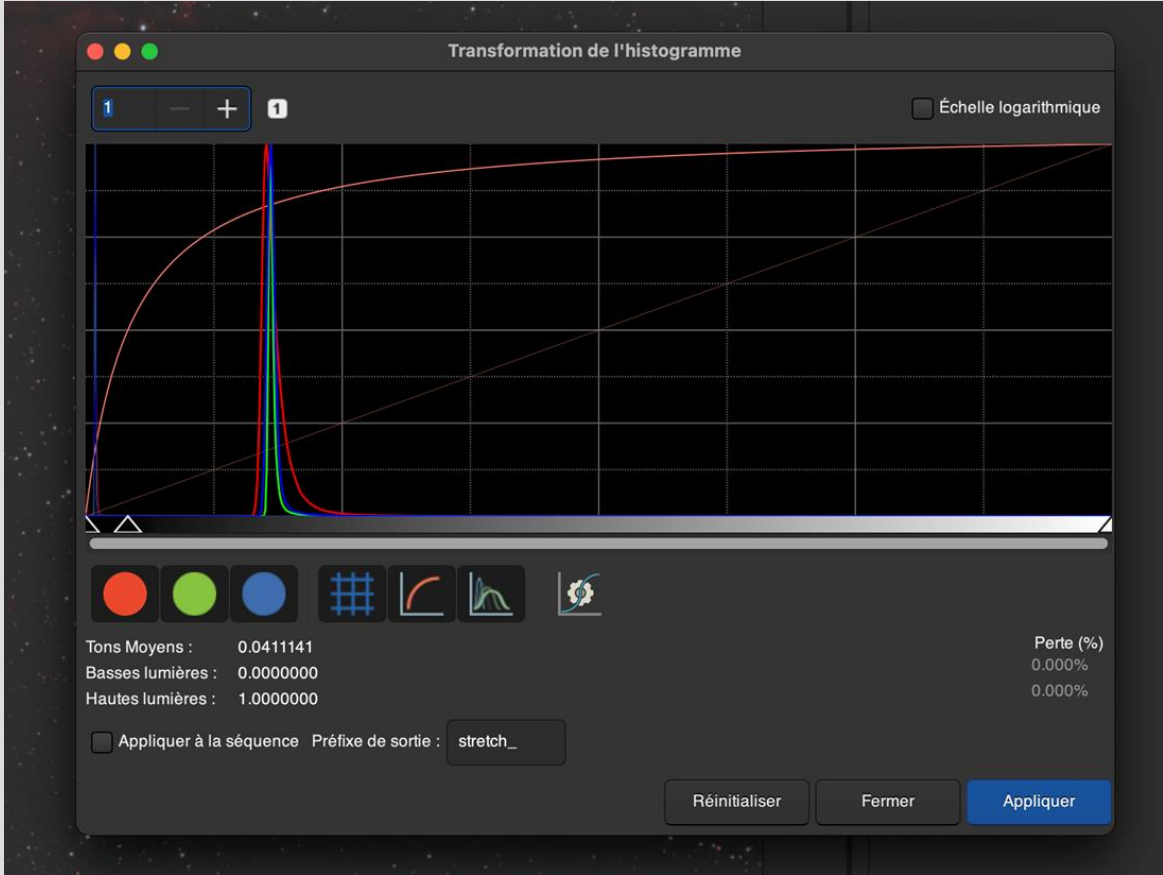 Transformation de l'histogramme
1 − + 1 Échelle logarithmique
Tons Moyens : 0.0411141 Perte (%)
Basses lumières : 0.0000000 0.000%
Hautes lumières : 1.0000000 0.000%
Appliquer à la séquence Préfixe de sortie : stretch_
Réinitialiser Fermer Appliquer